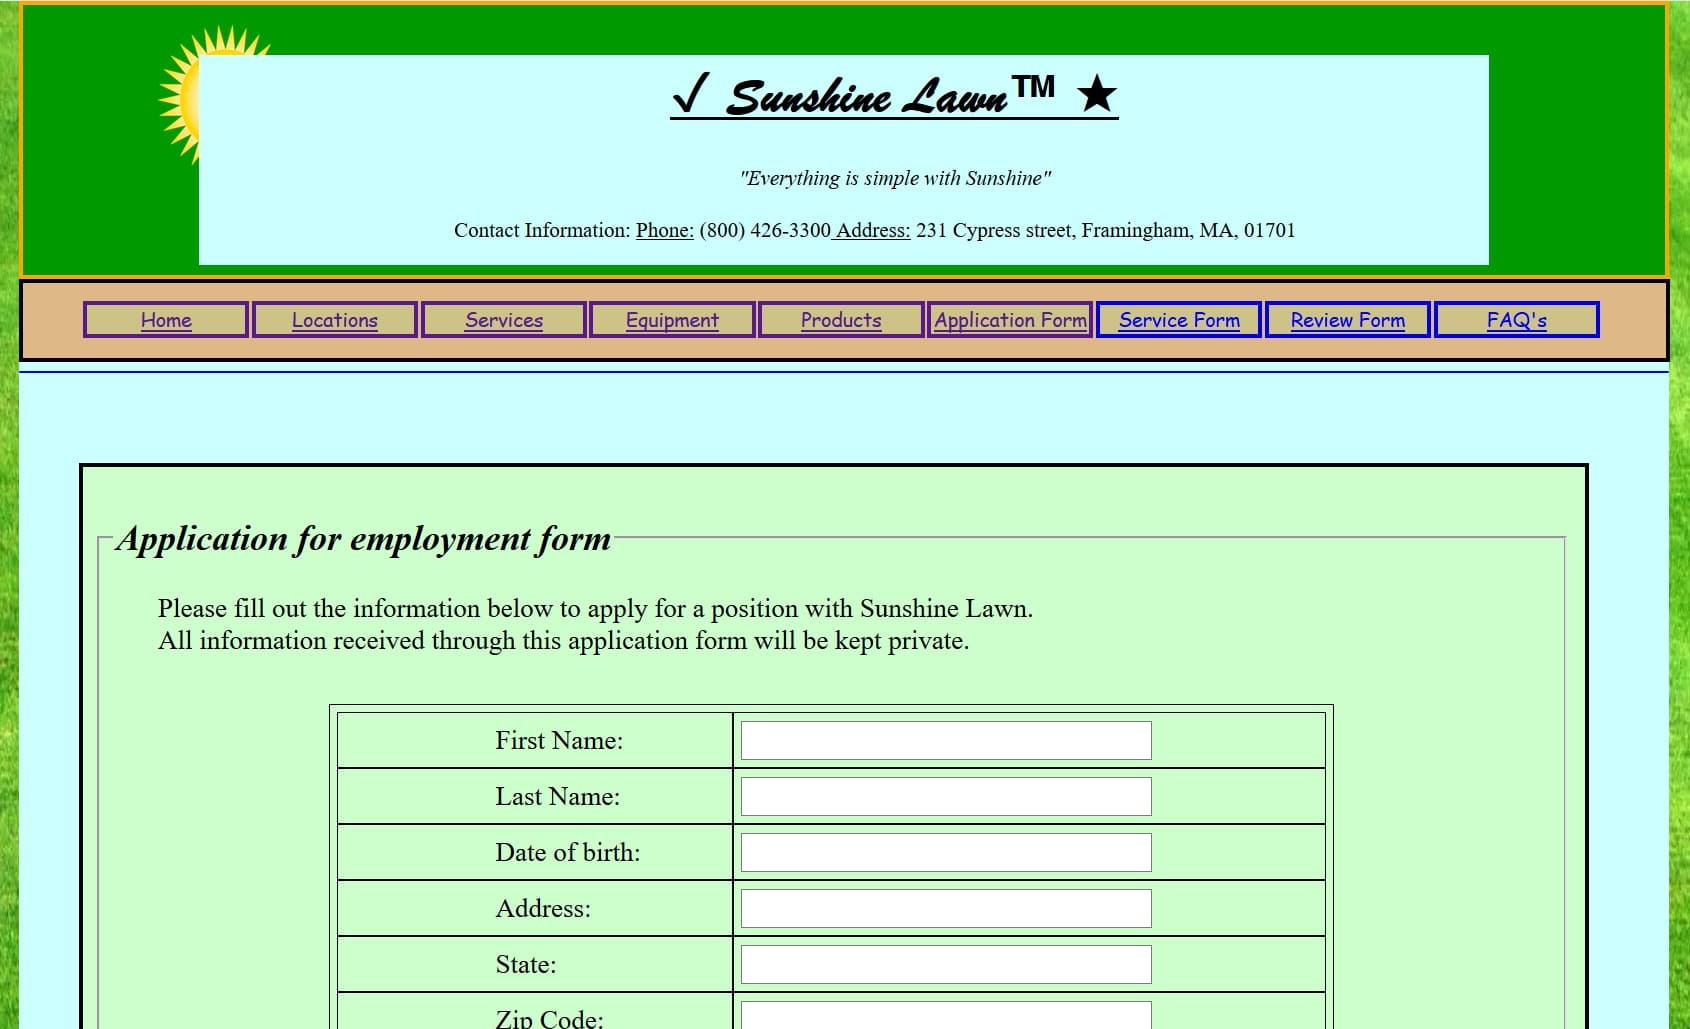 ✓ Sunshine Lawn™ ★
"Everything is simple with Sunshine"
Contact Information: Phone: (800) 426-3300 Address: 231 Cypress street, Framingham, MA, 01701
Home Locations Services Equipment Products Application Form Service Form Review Form FAQ's
Application for employment form
Please fill out the information below to apply for a position with Sunshine Lawn.
All information received through this application form will be kept private.
First Name:
Last Name:
Date of birth:
Address:
State:
Zip Code: